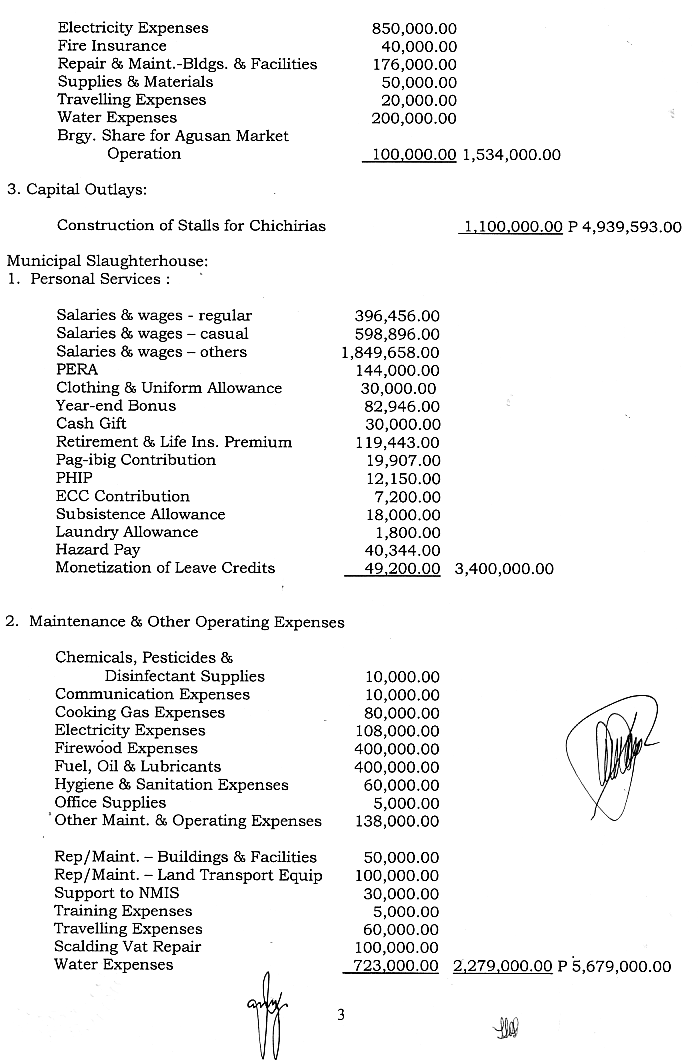 Electricity Expenses 850,000.00
Fire Insurance 40,000.00
Repair & Maint.-Bldgs. & Facilities 176,000.00
Supplies & Materials 50,000.00
Travelling Expenses 20,000.00
Water Expenses 200,000.00
Brgy. Share for Agusan Market
Operation 100,000.00 1,534,000.00
3. Capital Outlays:
Construction of Stalls for Chichirias 1,100,000.00 P 4,939,593.00
Municipal Slaughterhouse:
1. Personal Services :
Salaries & wages - regular 396,456.00
Salaries & wages – casual 598,896.00
Salaries & wages – others 1,849,658.00
PERA 144,000.00
Clothing & Uniform Allowance 30,000.00
Year-end Bonus 82,946.00
Cash Gift 30,000.00
Retirement & Life Ins. Premium 119,443.00
Pag-ibig Contribution 19,907.00
PHIP 12,150.00
ECC Contribution 7,200.00
Subsistence Allowance 18,000.00
Laundry Allowance 1,800.00
Hazard Pay 40,344.00
Monetization of Leave Credits 49,200.00 3,400,000.00
2. Maintenance & Other Operating Expenses
Chemicals, Pesticides &
Disinfectant Supplies 10,000.00
Communication Expenses 10,000.00
Cooking Gas Expenses 80,000.00
Electricity Expenses 108,000.00
Firewood Expenses 400,000.00
Fuel, Oil & Lubricants 400,000.00
Hygiene & Sanitation Expenses 60,000.00
Office Supplies 5,000.00
Other Maint. & Operating Expenses 138,000.00
Rep/Maint. – Buildings & Facilities 50,000.00
Rep/Maint. – Land Transport Equip 100,000.00
Support to NMIS 30,000.00
Training Expenses 5,000.00
Travelling Expenses 60,000.00
Scalding Vat Repair 100,000.00
Water Expenses 723,000.00 2,279,000.00 P 5,679,000.00
3